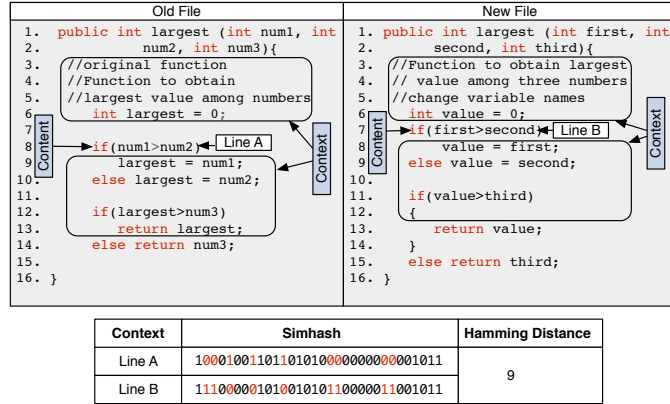 Old File
1. public int largest (int num1, int
2. num2, int num3){
3. //original function
4. //Function to obtain
5. //largest value among numbers
6. int largest = 0;
7.
8. if(num1>num2)
Line A
9. largest = num1;
10. else largest = num2;
11.
12. if(largest>num3)
13. return largest;
14. else return num3;
15.
16. }
Content
Context
New File
1. public int largest (int first, int
2. second, int third){
3. //Function to obtain largest
4. // value among three numbers
5. //change variable names
6. int value = 0;
7. if(first>second)
Line B
8. value = first;
9. else value = second;
10.
11. if(value>third)
12. {
13. return value;
14. }
15. else return third;
16. }
Content
Context
Context Simhash Hamming Distance
Line A 10001001101101010000000000001011
9
Line B 11100000101001010110000011001011